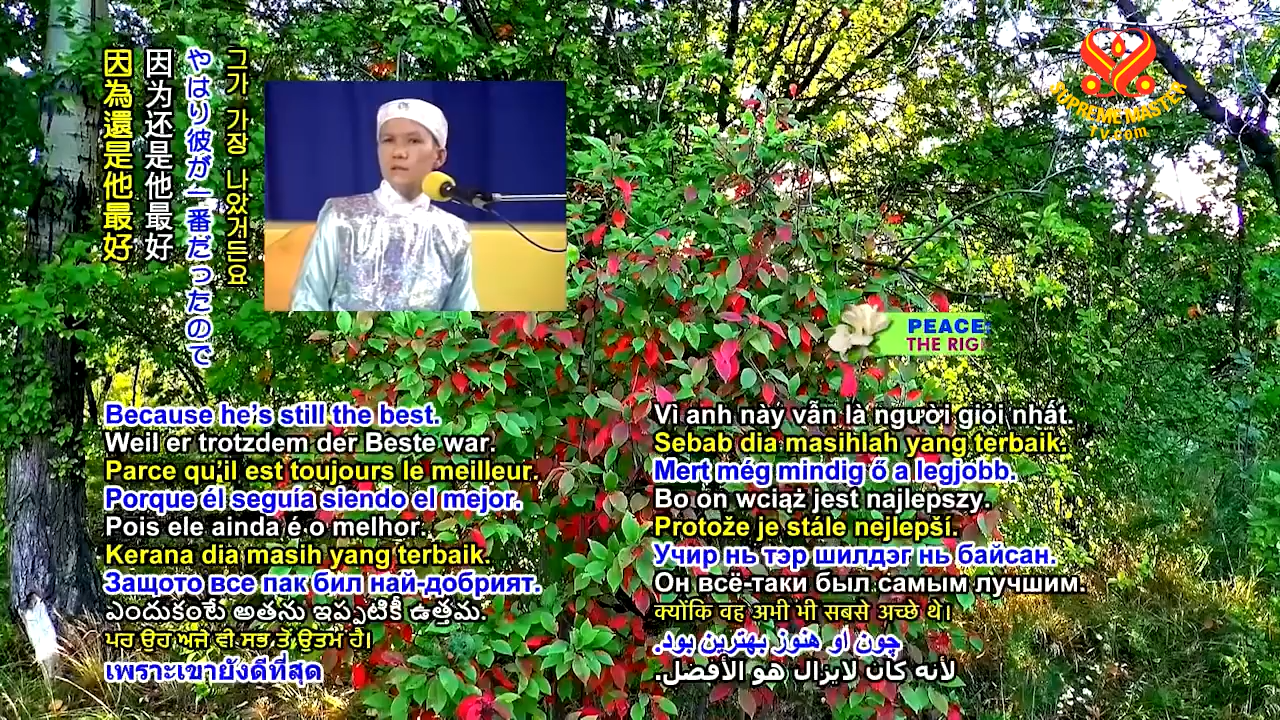 SUPREME MASTER
TV.com
그가 가장 나았거든요
やはり彼が一番だったので
因为还是他最好
因為還是他最好
PEACE:
THE RIG
Because he’s still the best.
Weil er trotzdem der Beste war.
Parce qu’il est toujours le meilleur.
Porque él seguía siendo el mejor.
Pois ele ainda é o melhor.
Kerana dia masih yang terbaik.
Защото все пак бил най-добрият.
ఎందుకంటే అతను ఇప్పటికీ ఉత్తమ.
ਪਰ ਉਹ ਅਜੇ ਵੀ ਸਭ ਤੋਂ ਉਤਮ ਹੈ।
เพราะเขายังดีที่สุด
Vì anh này vẫn là người giỏi nhất.
Sebab dia masihlah yang terbaik.
Mert még mindig ő a legjobb.
Bo on wciąż jest najlepszy.
Protože je stále nejlepší.
Учир нь тэр шилдэг нь байсан.
Он всё-таки был самым лучшим.
क्योंकि वह अभी भी सबसे अच्छे थे।
چون او هنوز بهترین بود.
لأنه كان لايزال هو الأفضل.